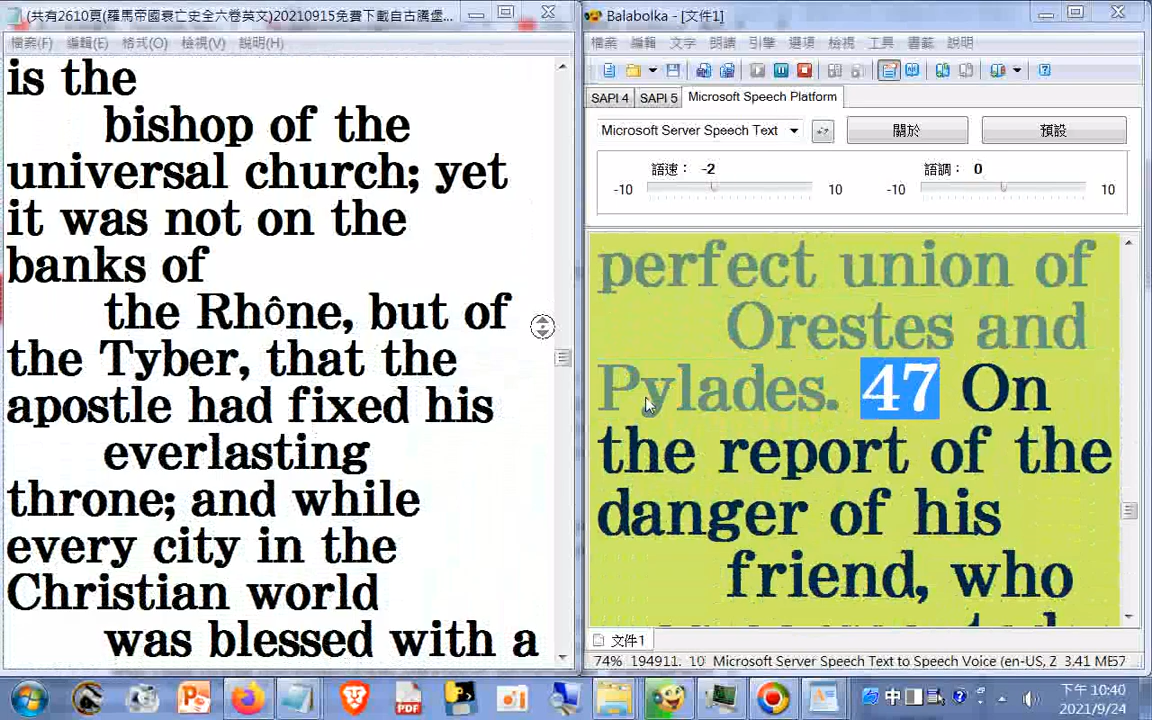 (共有2610頁(羅馬帝國衰亡史全六卷英文)20210915免費下載自古騰堡...
檔案(F) 編輯(E) 格式(O) 檢視(V) 說明(H)
is the
bishop of the
universal church; yet
it was not on the
banks of
the Rhône, but of
the Tyber, that the
apostle had fixed his
everlasting
throne; and while
every city in the
Christian world
was blessed with a
Balabolka - [文件1]
檔案 編輯 文字 朗讀 引擎 選項 檢視 工具 書籤 說明
SAPI 4 SAPI 5 Microsoft Speech Platform
Microsoft Server Speech Text 關於 預設
語速： -2 語調： 0
-10 10 -10 10
perfect union of
Orestes and
Pylades. 47 On
the report of the
danger of his
friend, who
文件1
74% 194911. 10 Microsoft Server Speech Text to Speech Voice (en-US, Z 3.41 ME57
中
下午 10:40
2021/9/24